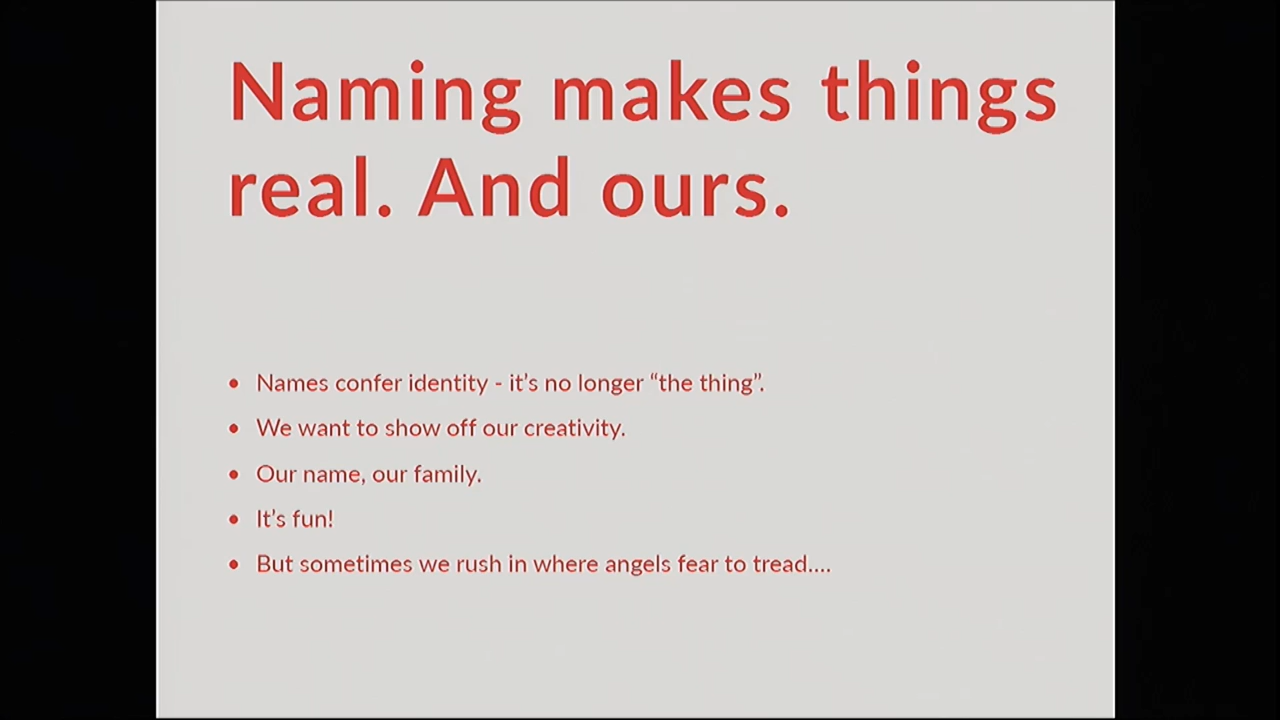 Naming makes things
real. And ours.
• Names confer identity - it’s no longer “the thing”.
• We want to show off our creativity.
• Our name, our family.
• It’s fun!
• But sometimes we rush in where angels fear to tread....